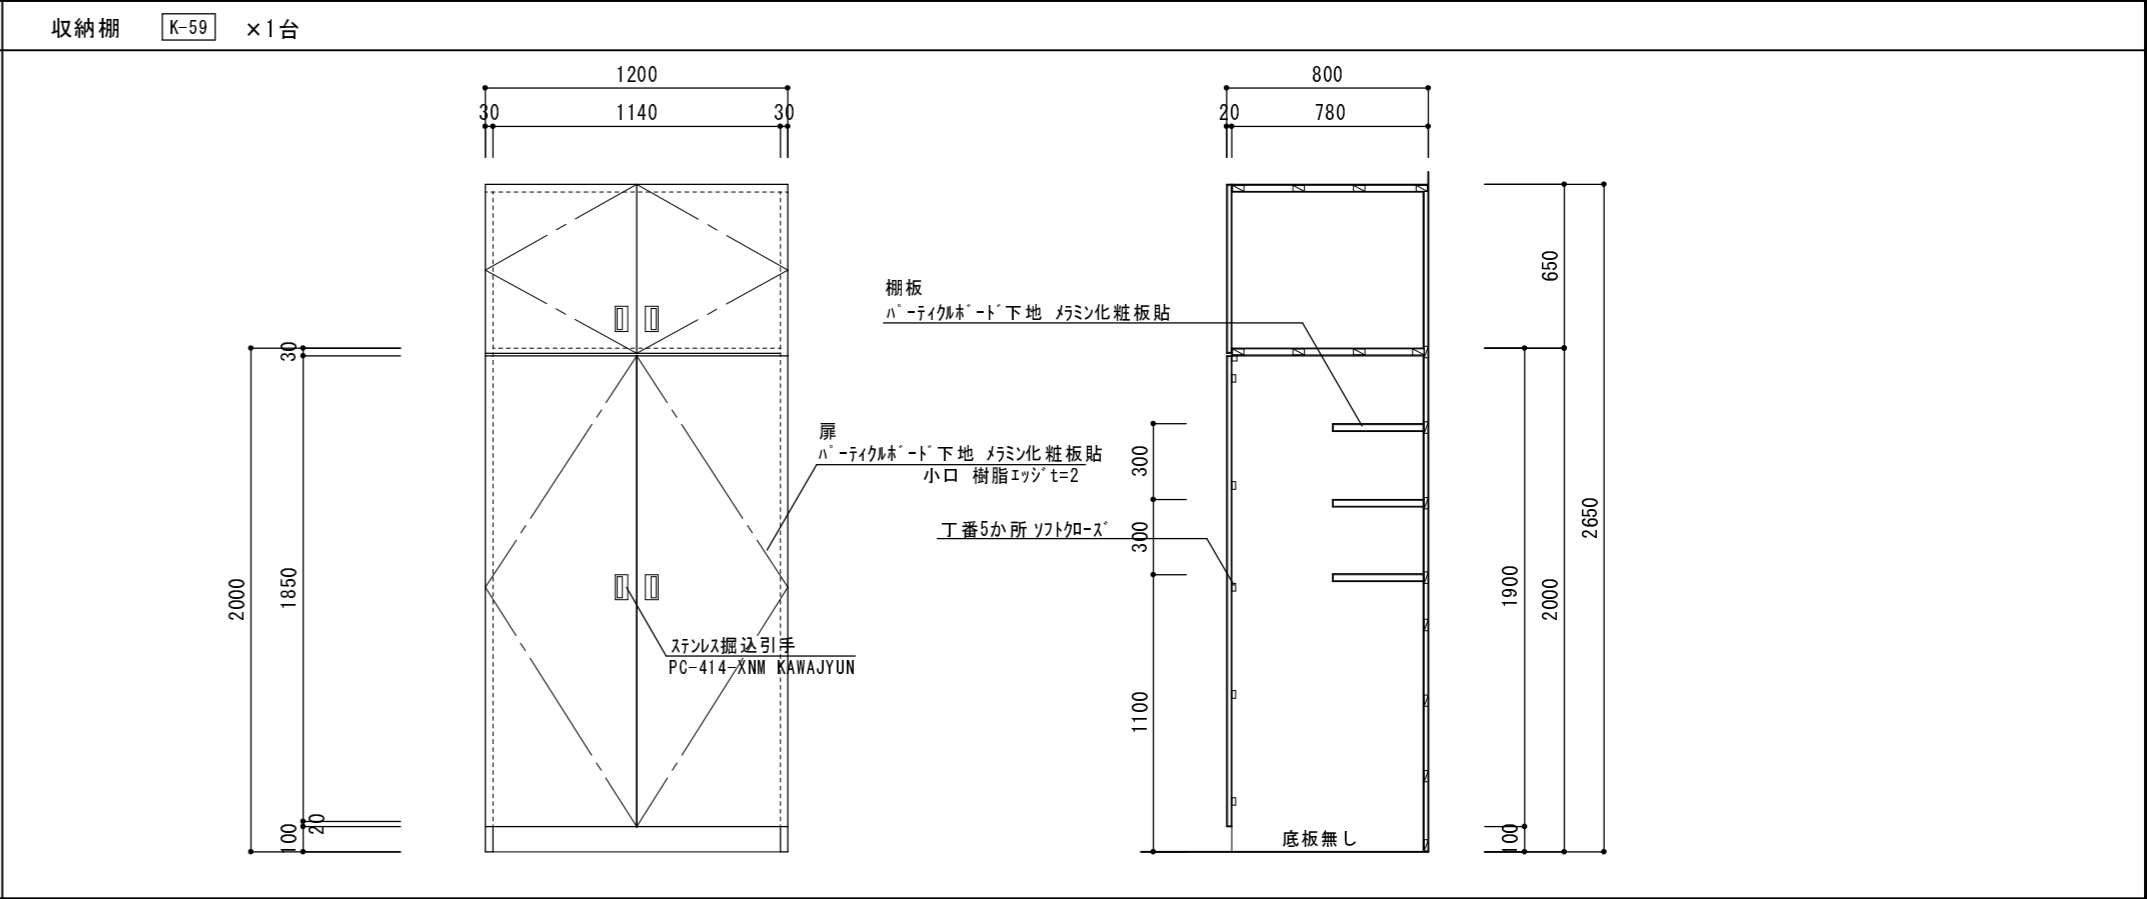 収納棚 K-59 ×1台
1200
30 1140 30
800
20 780
棚板
ﾊﾟｰﾃｨｸﾙﾎﾞｰﾄﾞ下地 ﾒﾗﾐﾝ化粧板貼
扉
ﾊﾟｰﾃｨｸﾙﾎﾞｰﾄﾞ下地 ﾒﾗﾐﾝ化粧板貼
小口 樹脂ｴｯｼﾞt=2
丁番5か所 ｿﾌﾄｸﾛｰｽﾞ
ｽﾃﾝﾚｽ掘込引手
PC-414-XNM KAWAJYUN
2000
30
1850
20
100
300
300
1100
底板無し
650
1900
2000
2650
100